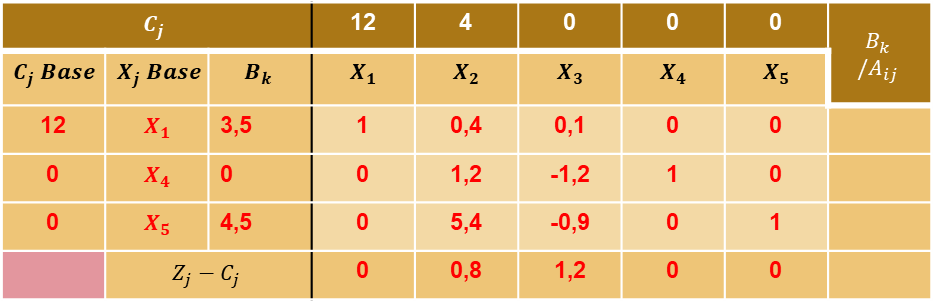 C_j 12 4 0 0 0 B_k /A_ij
C_j Base X_j Base B_k X_1 X_2 X_3 X_4 X_5
12 X_1 3,5 1 0,4 0,1 0 0
0 X_4 0 0 1,2 -1,2 1 0
0 X_5 4,5 0 5,4 -0,9 0 1
Z_j − C_j 0 0,8 1,2 0 0